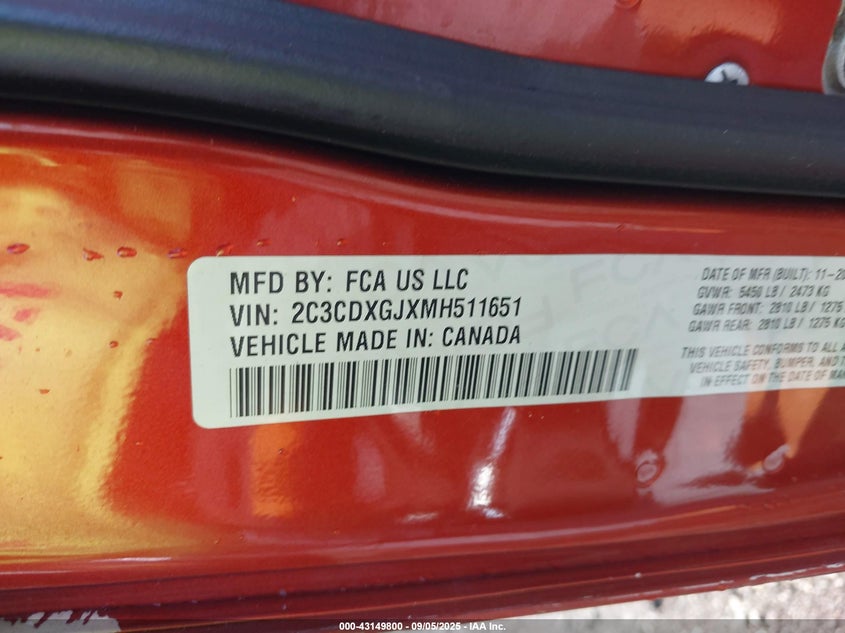 MFD BY: FCA US LLC
VIN: 2C3CDXGJXMH511651
VEHICLE MADE IN: CANADA
DATE OF MFR (BUILT): 11-20
GVWR: 5450 LB / 2473 KG
GAWR FRONT: 2810 LB / 1275
GAWR REAR: 2810 LB / 1275 KG
THIS VEHICLE CONFORMS TO ALL A
VEHICLE SAFETY, BUMPER, AND
IN EFFECT ON THE DATE OF MA
000-43149800 - 09/05/2025 - IAA Inc.